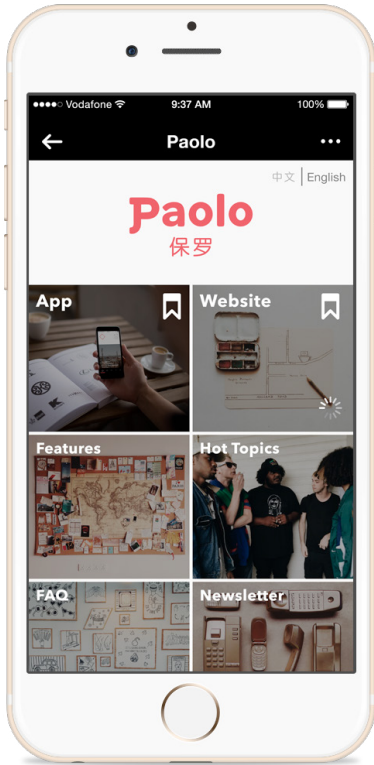 Vodafone 9:37 AM 100%
Paolo
中文 | English
Paolo
保罗
App Website
Features Hot Topics
FAQ Newsletter